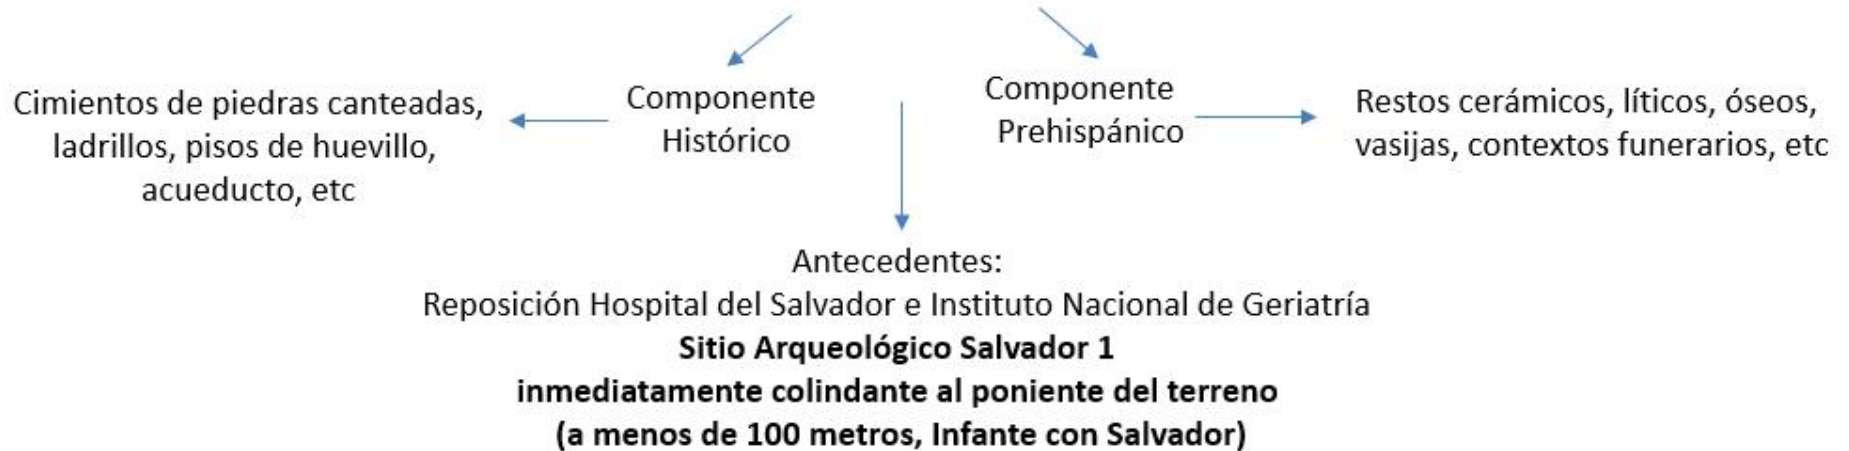 Cimientos de piedras canteadas,
ladrillos, pisos de huevillo,
acueducto, etc
Componente
Histórico
Componente
Prehispánico
Restos cerámicos, líticos, óseos,
vasijas, contextos funerarios, etc
Antecedentes:
Reposición Hospital del Salvador e Instituto Nacional de Geriatría
Sitio Arqueológico Salvador 1
inmediatamente colindante al poniente del terreno
(a menos de 100 metros, Infante con Salvador)